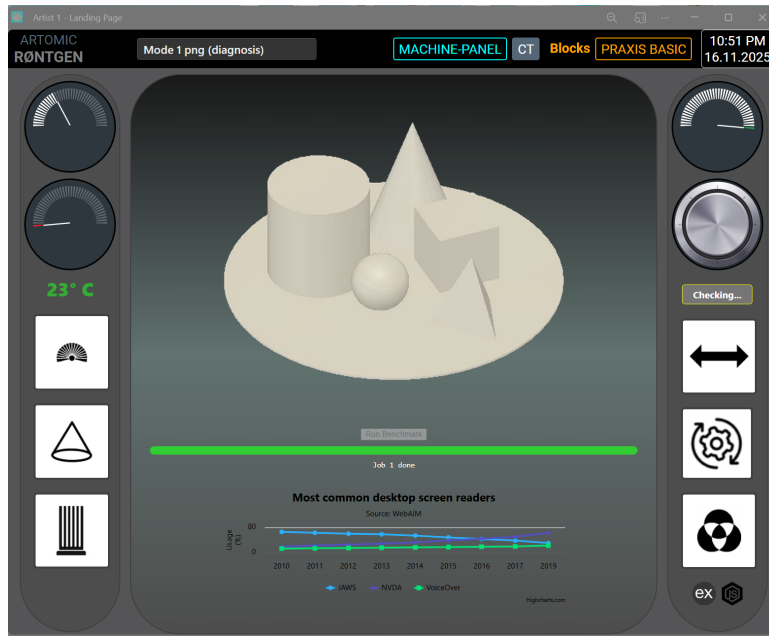 Artist 1 - Landing Page
ARTOMIC
RØNTGEN
Mode 1 png (diagnosis)
MACHINE-PANEL
CT
Blocks
PRAXIS BASIC
10:51 PM
16.11.2025
23° C
Checking...
Run Benchmark
Job 1 done
Most common desktop screen readers
Source: WebAIM
Usage (%)
80
0
2010 2011 2012 2013 2014 2015 2016 2017 2019
JAWS NVDA VoiceOver
Highcharts.com
ex
JS